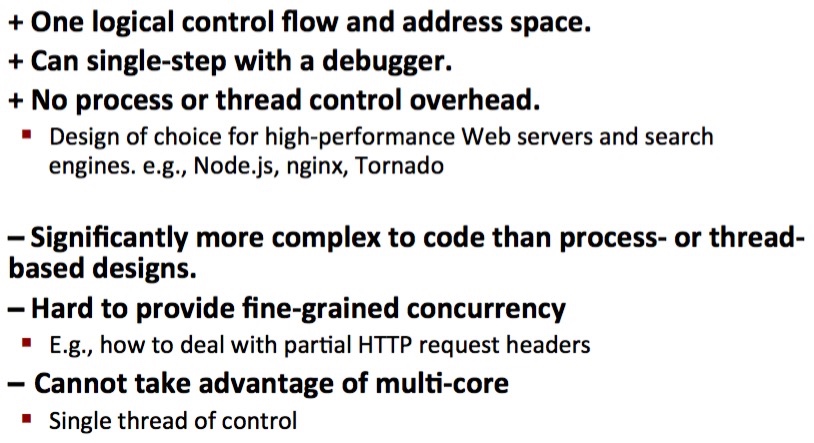 + One logical control flow and address space.
+ Can single-step with a debugger.
+ No process or thread control overhead.
▪ Design of choice for high-performance Web servers and search
engines. e.g., Node.js, nginx, Tornado
– Significantly more complex to code than process- or thread-
based designs.
– Hard to provide fine-grained concurrency
▪ E.g., how to deal with partial HTTP request headers
– Cannot take advantage of multi-core
▪ Single thread of control